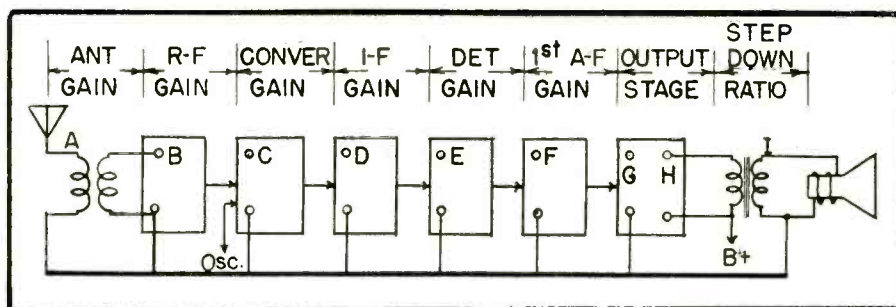 STEP
ANT R-F CONVER I-F DET 1st A-F OUTPUT DOWN
GAIN GAIN GAIN GAIN GAIN GAIN STAGE RATIO
A B C D E F G H I
Osc. B+